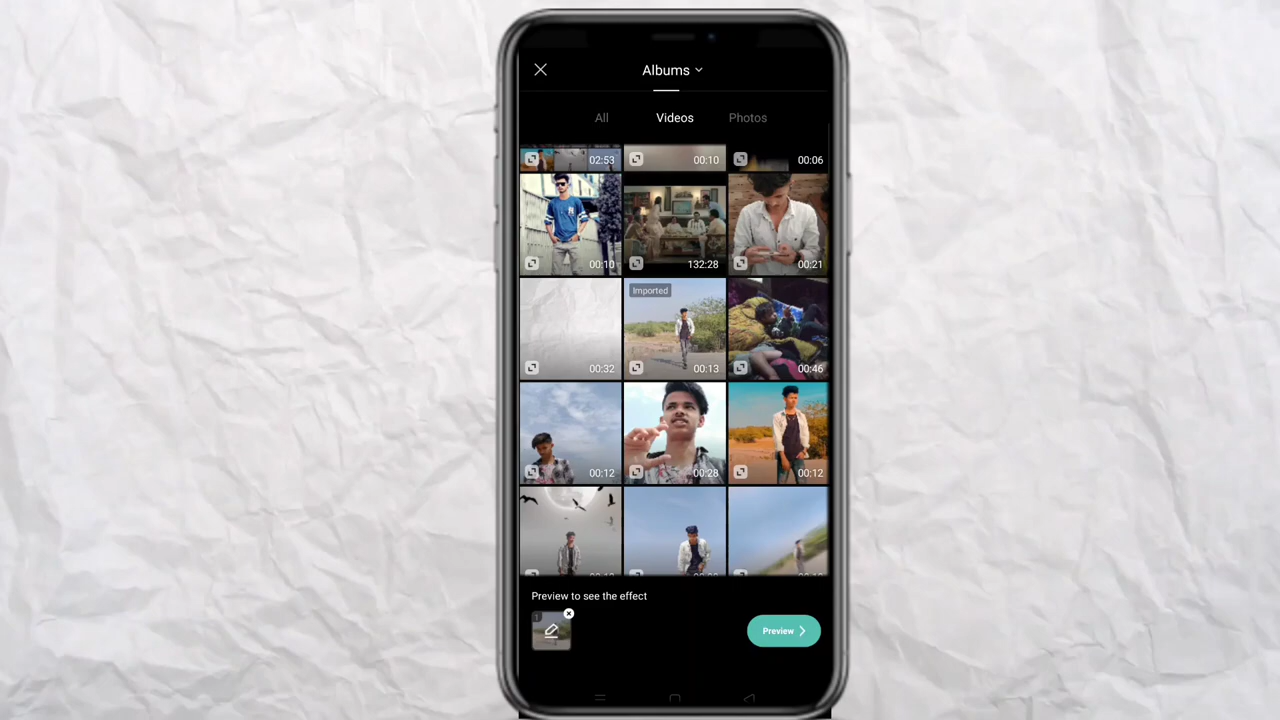 Albums
All Videos Photos
02:53 00:10 00:06
00:10 132:28 00:21
Imported
00:32 00:13 00:46
00:12 00:28 00:12
Preview to see the effect
1
Preview